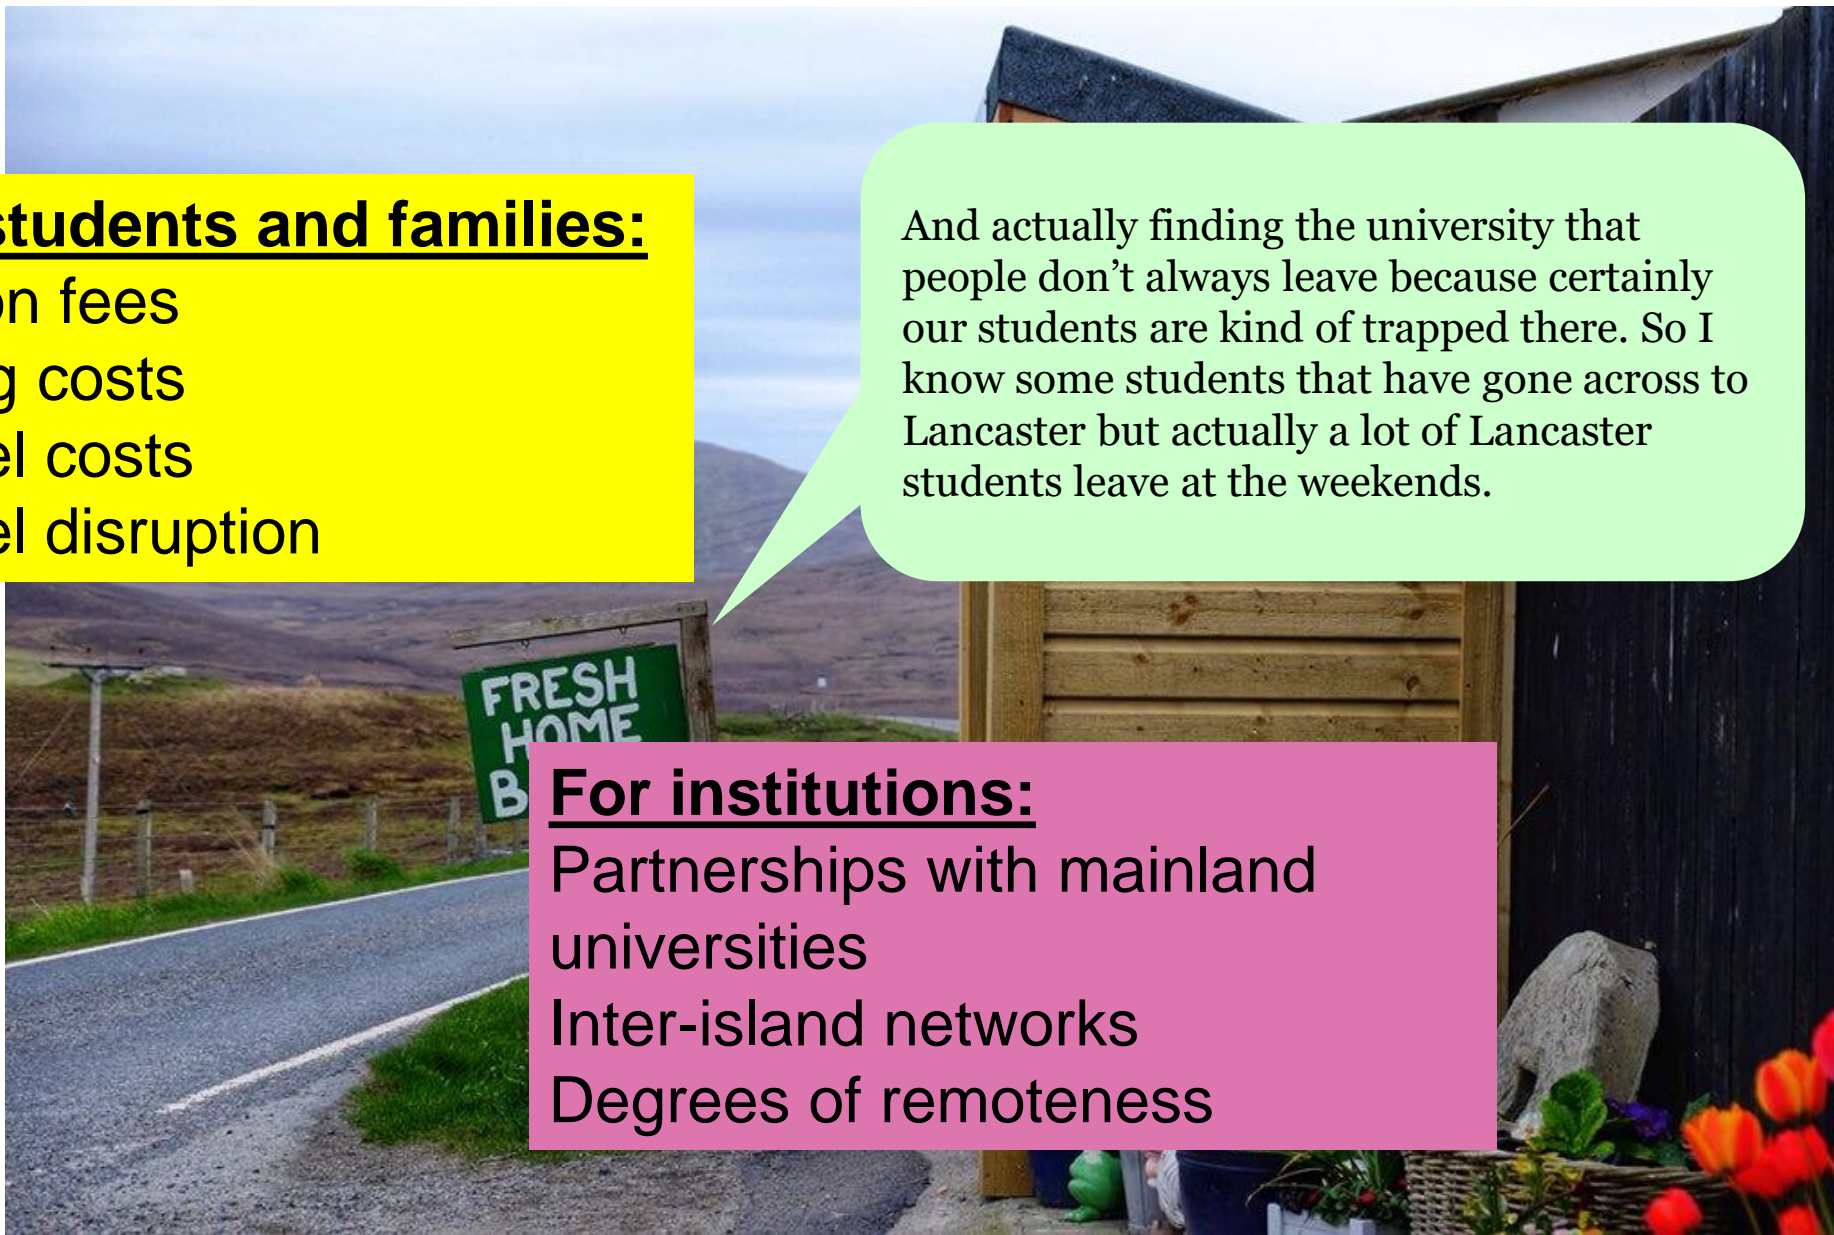 students and families:
on fees
g costs
el costs
el disruption
And actually finding the university that
people don’t always leave because certainly
our students are kind of trapped there. So I
know some students that have gone across to
Lancaster but actually a lot of Lancaster
students leave at the weekends.
FRESH
HOME
B
For institutions:
Partnerships with mainland
universities
Inter-island networks
Degrees of remoteness